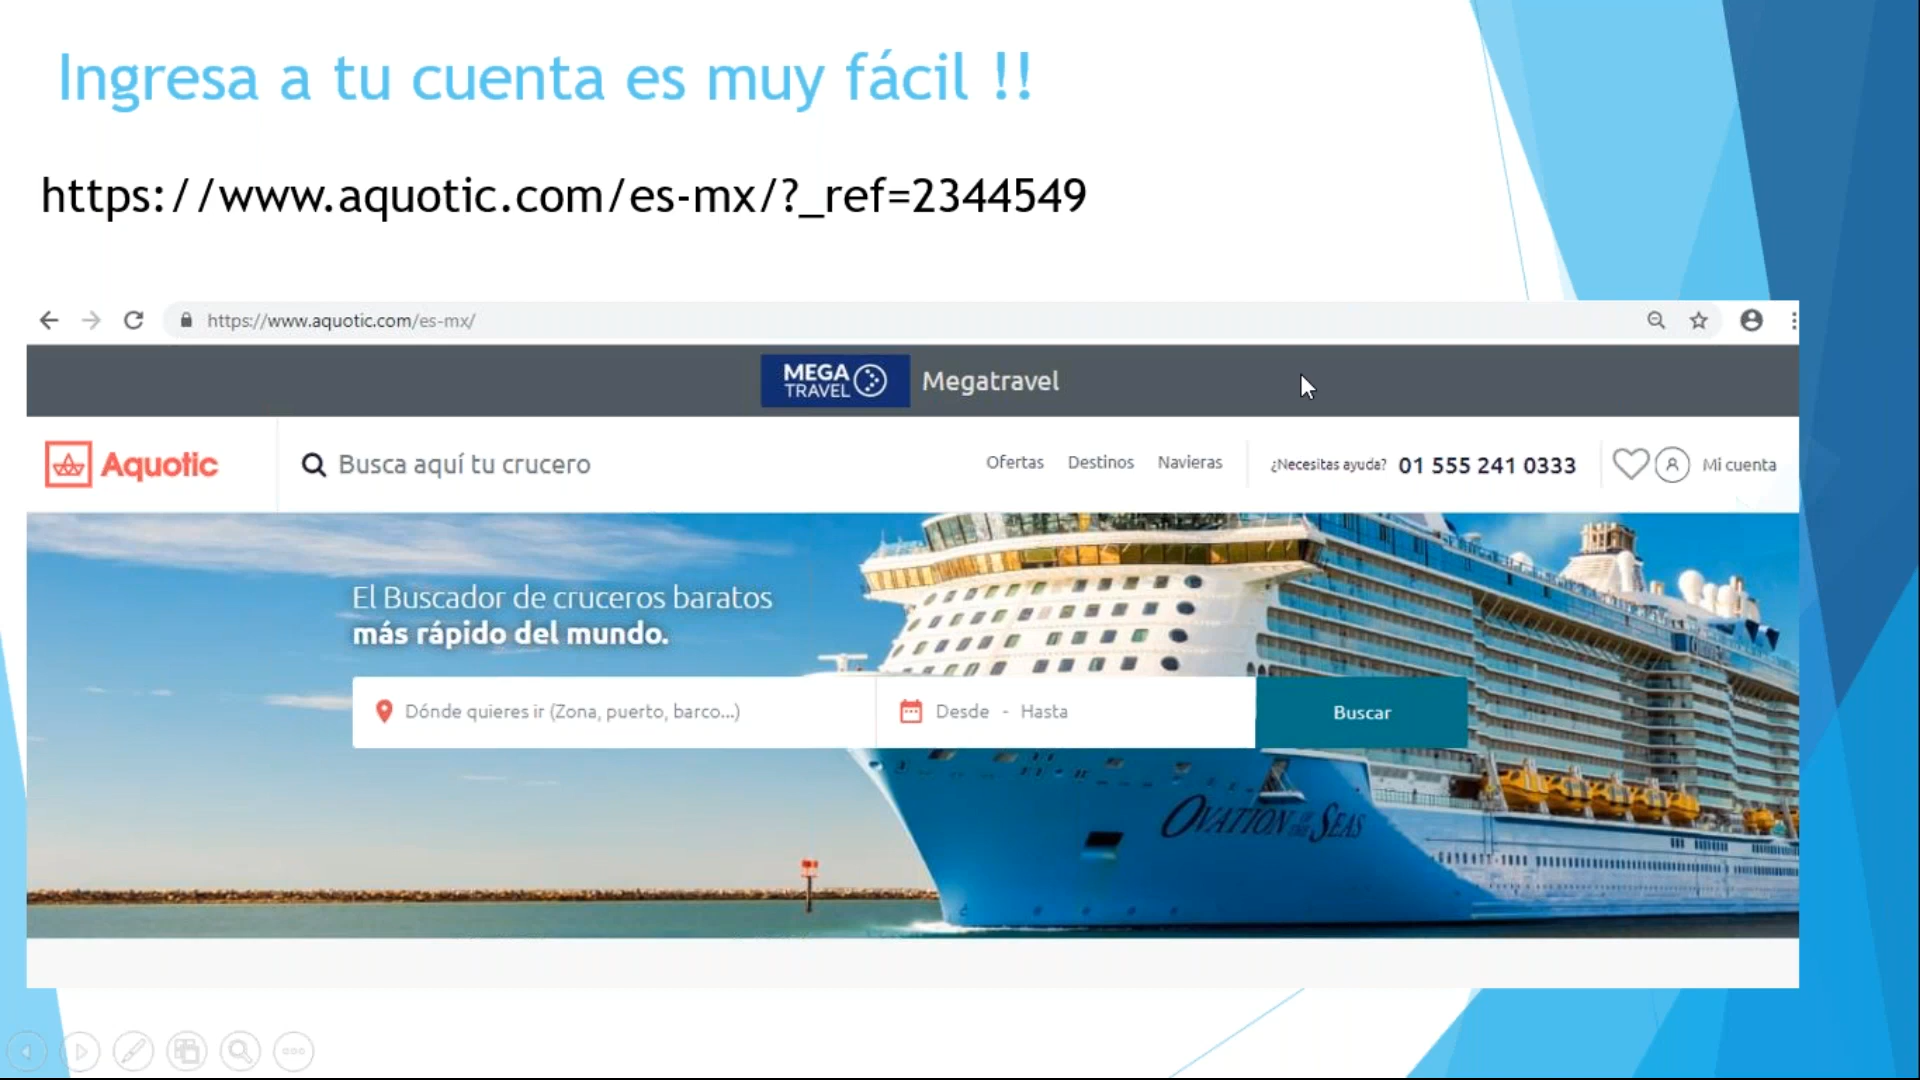 Ingresa a tu cuenta es muy fácil !!
https://www.aquotic.com/es-mx/?_ref=2344549
https://www.aquotic.com/es-mx/
MEGA TRAVEL Megatravel
Aquotic
Busca aquí tu crucero
Ofertas Destinos Navieras ¿Necesitas ayuda? 01 555 241 0333 Mi cuenta
El Buscador de cruceros baratos
más rápido del mundo.
Dónde quieres ir (Zona, puerto, barco...) Desde - Hasta Buscar
OVATION OF THE SEAS